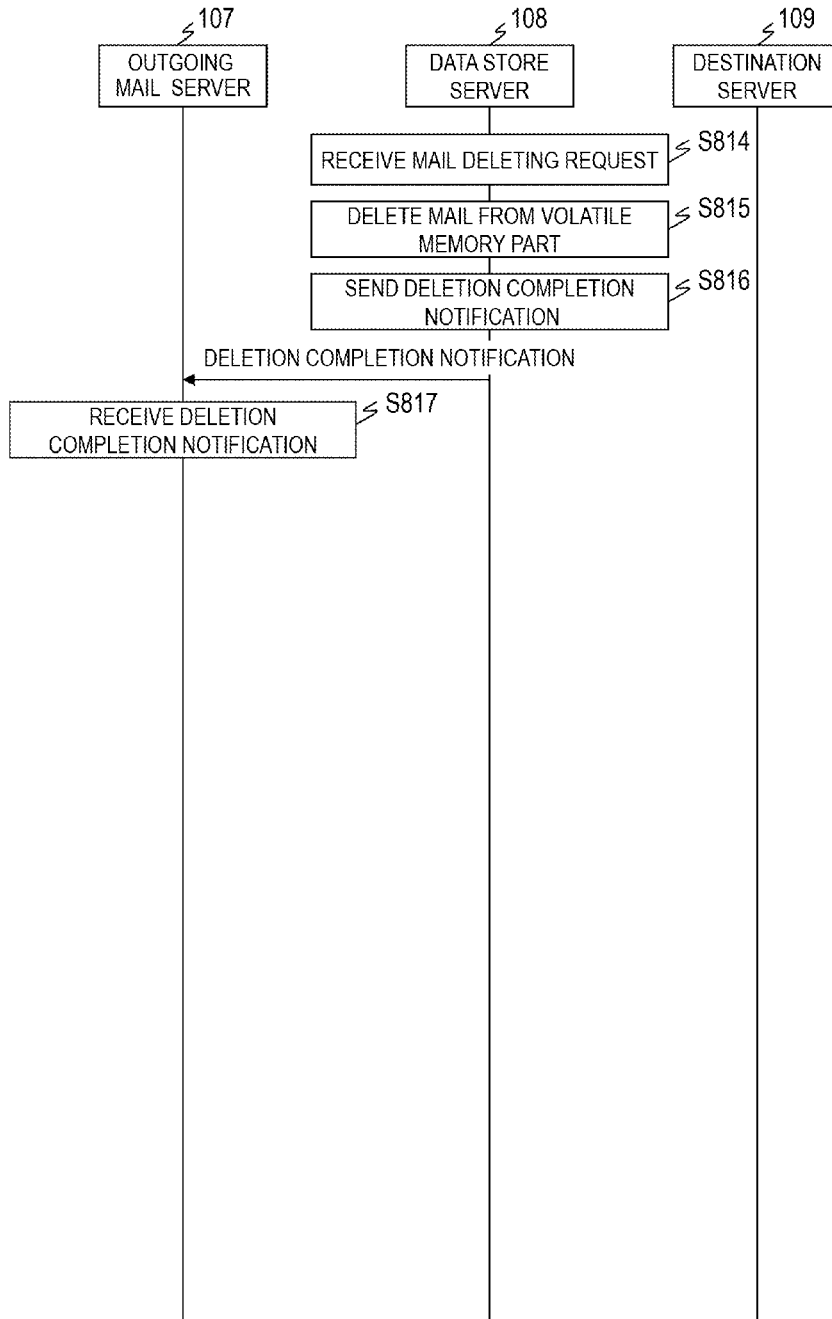 107
108
109
OUTGOING
MAIL SERVER
DATA STORE
SERVER
DESTINATION
SERVER
S814
RECEIVE MAIL DELETING REQUEST
S815
DELETE MAIL FROM VOLATILE
MEMORY PART
S816
SEND DELETION COMPLETION
NOTIFICATION
DELETION COMPLETION NOTIFICATION
S817
RECEIVE DELETION
COMPLETION NOTIFICATION